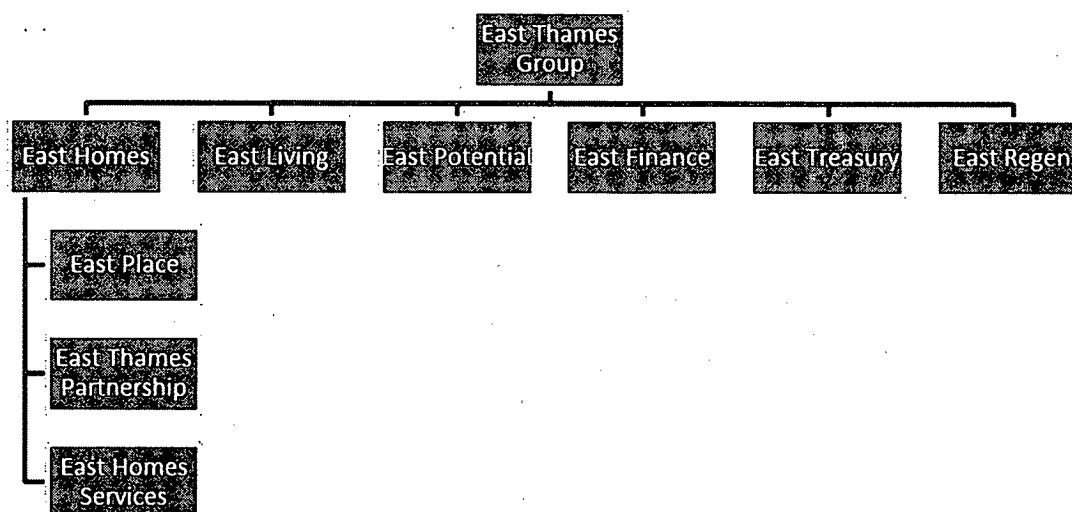 East Thames
Group
East Homes
East Living
East Potential
East Finance
East Treasury
East Regen
East Place
East Thames
Partnership
East Homes
Services